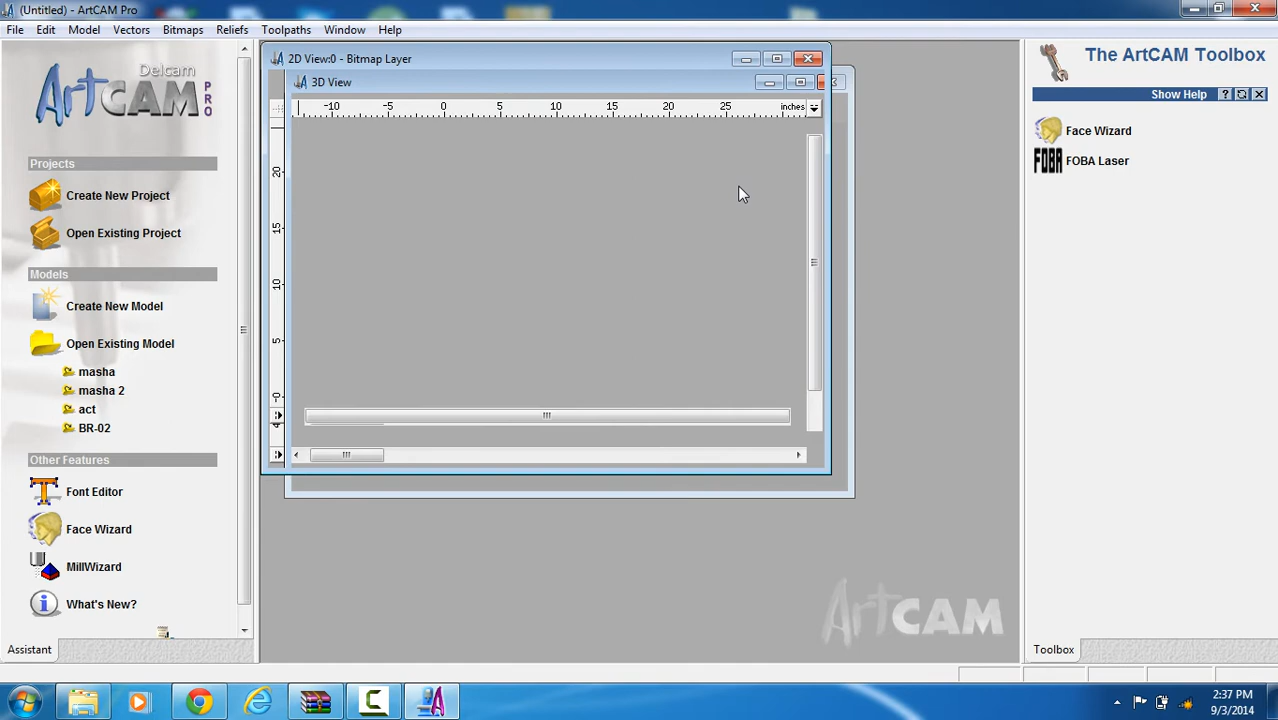 (Untitled) - ArtCAM Pro
File Edit Model Vectors Bitmaps Reliefs Toolpaths Window Help
Delcam
ArtCAM
PRO
Projects
Create New Project
Open Existing Project
Models
Create New Model
Open Existing Model
masha
masha 2
act
BR-02
Other Features
Font Editor
Face Wizard
MillWizard
What's New?
Assistant
2D View:0 - Bitmap Layer
3D View
-10 -5 0 5 10 15 20 25 inches
20
15
10
5
-0
ArtCAM
The ArtCAM Toolbox
Show Help
Face Wizard
FOBA FOBA Laser
Toolbox
2:37 PM
9/3/2014